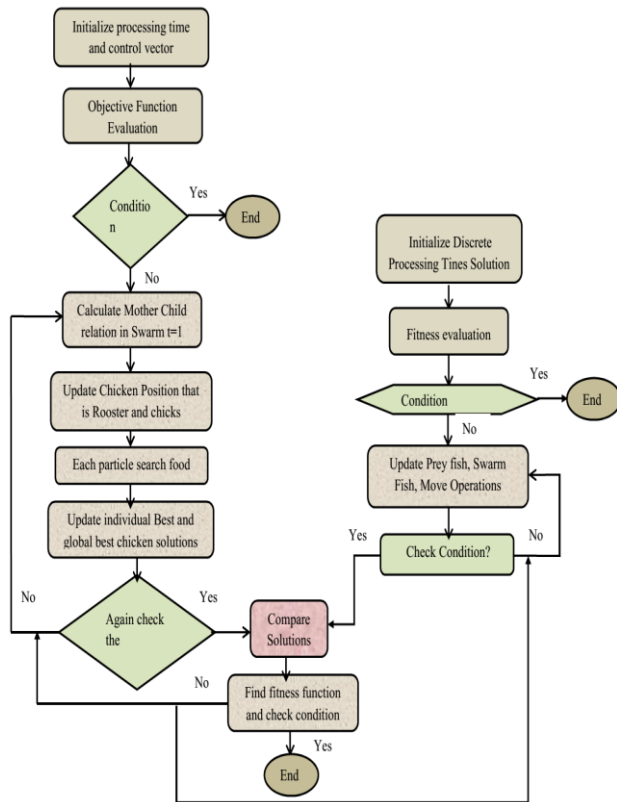 Initialize processing time
and control vector
Objective Function
Evaluation
Conditio
n
Yes
End
No
Calculate Mother Child
relation in Swarm t=1
Update Chicken Position that
is Rooster and chicks
Each particle search food
Update individual Best and
global best chicken solutions
No
Again check
the
Yes
Compare
Solutions
No
Find fitness function
and check condition
Yes
End
Initialize Discrete
Processing Tines Solution
Fitness evaluation
Condition
Yes
End
No
Update Prey fish, Swarm
Fish, Move Operations
Yes
Check Condition?
No